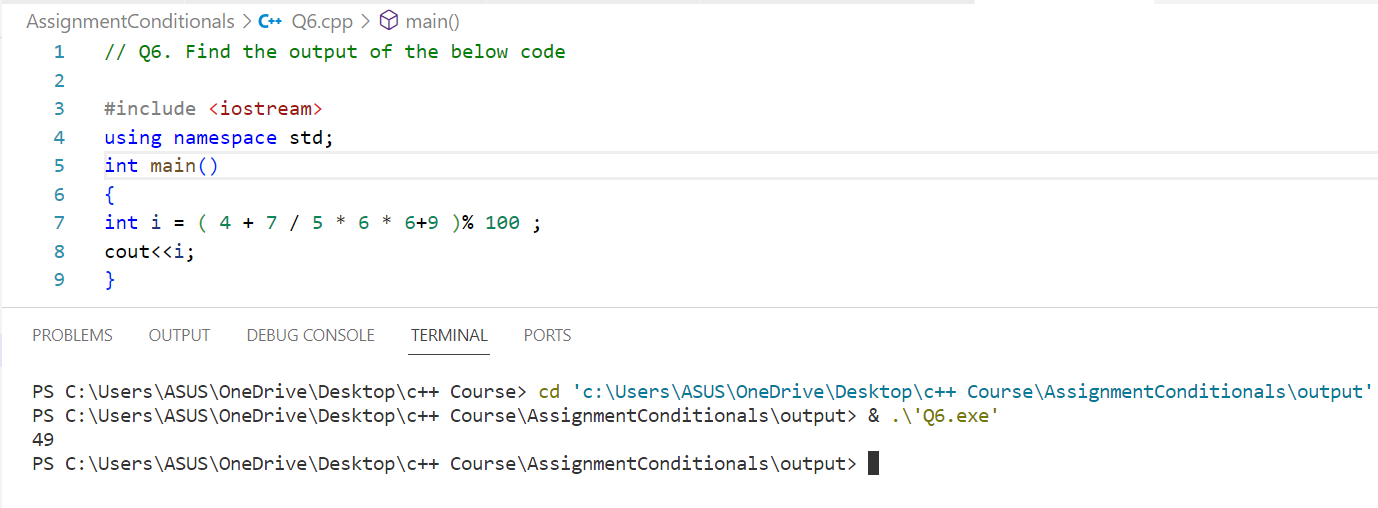 AssignmentConditionals > C++ Q6.cpp > main()
1 // Q6. Find the output of the below code
2
3 #include <iostream>
4 using namespace std;
5 int main()
6 {
7 int i = ( 4 + 7 / 5 * 6 * 6+9 )% 100 ;
8 cout<<i;
9 }
PROBLEMS OUTPUT DEBUG CONSOLE TERMINAL PORTS
PS C:\Users\ASUS\OneDrive\Desktop\c++ Course> cd 'c:\Users\ASUS\OneDrive\Desktop\c++ Course\AssignmentConditionals\output'
PS C:\Users\ASUS\OneDrive\Desktop\c++ Course\AssignmentConditionals\output> & .\'Q6.exe'
49
PS C:\Users\ASUS\OneDrive\Desktop\c++ Course\AssignmentConditionals\output>